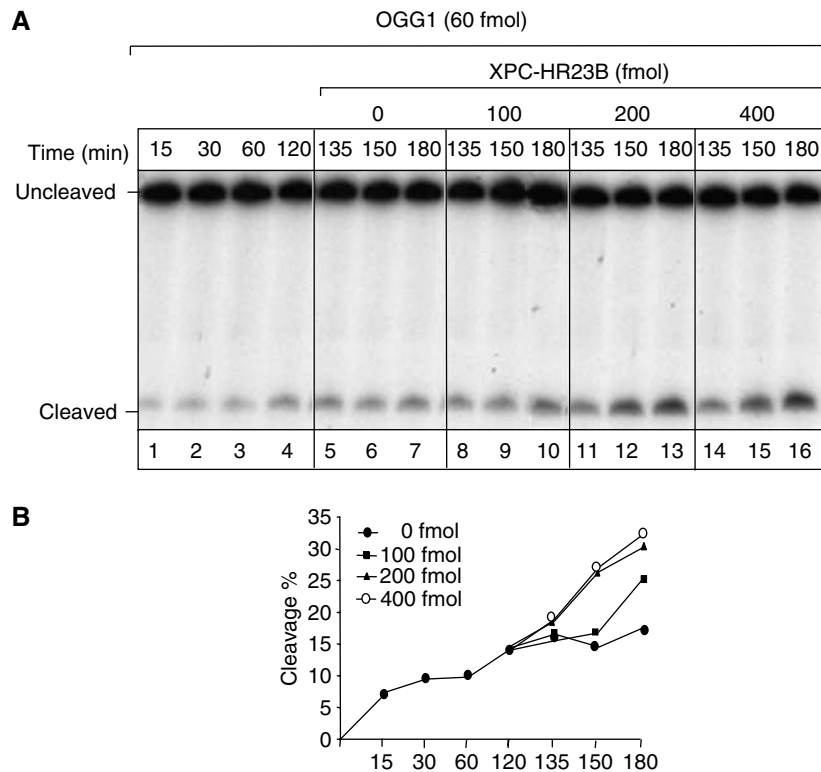 A
OGG1 (60 fmol)
XPC-HR23B (fmol)
0 100 200 400
Time (min) 15 30 60 120 135 150 180 135 150 180 135 150 180 135 150 180
Uncleaved
Cleaved
1 2 3 4 5 6 7 8 9 10 11 12 13 14 15 16
B
Cleavage %
35
30
25
20
15
10
5
0
0 fmol
100 fmol
200 fmol
400 fmol
15 30 60 120 135 150 180